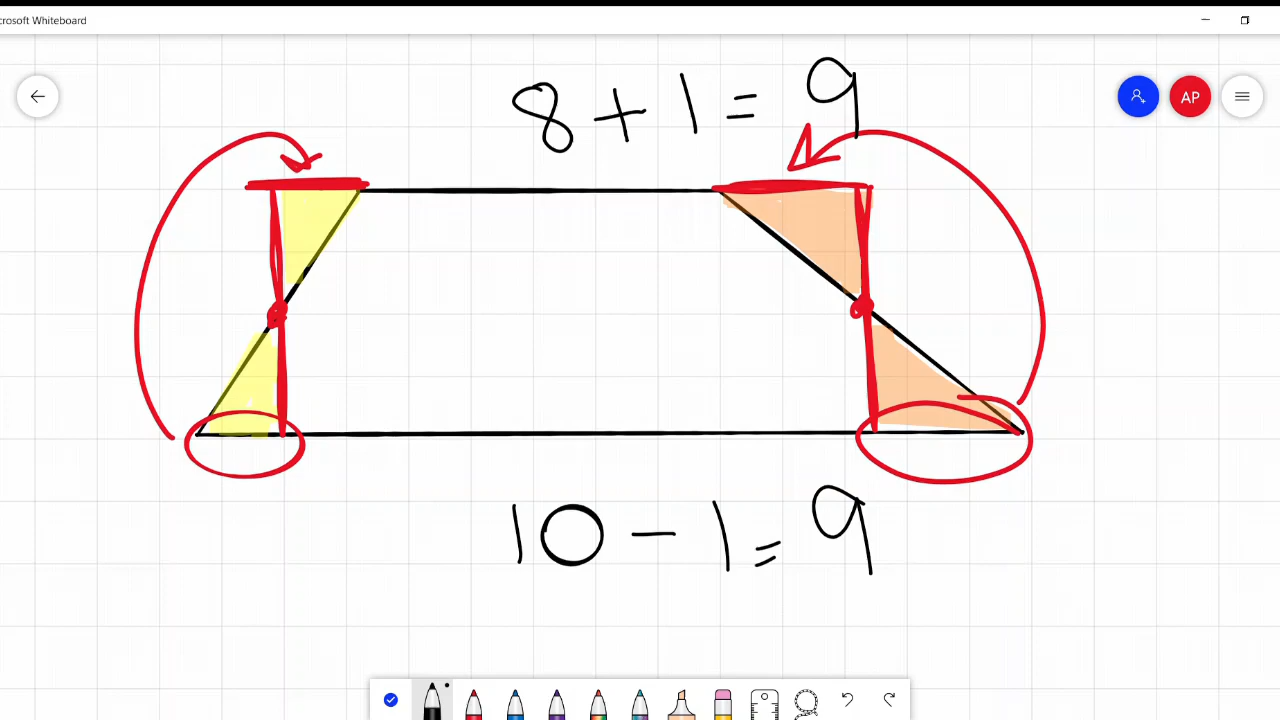 crosoft Whiteboard
AP
8 + 1 = 9
10 - 1 = 9